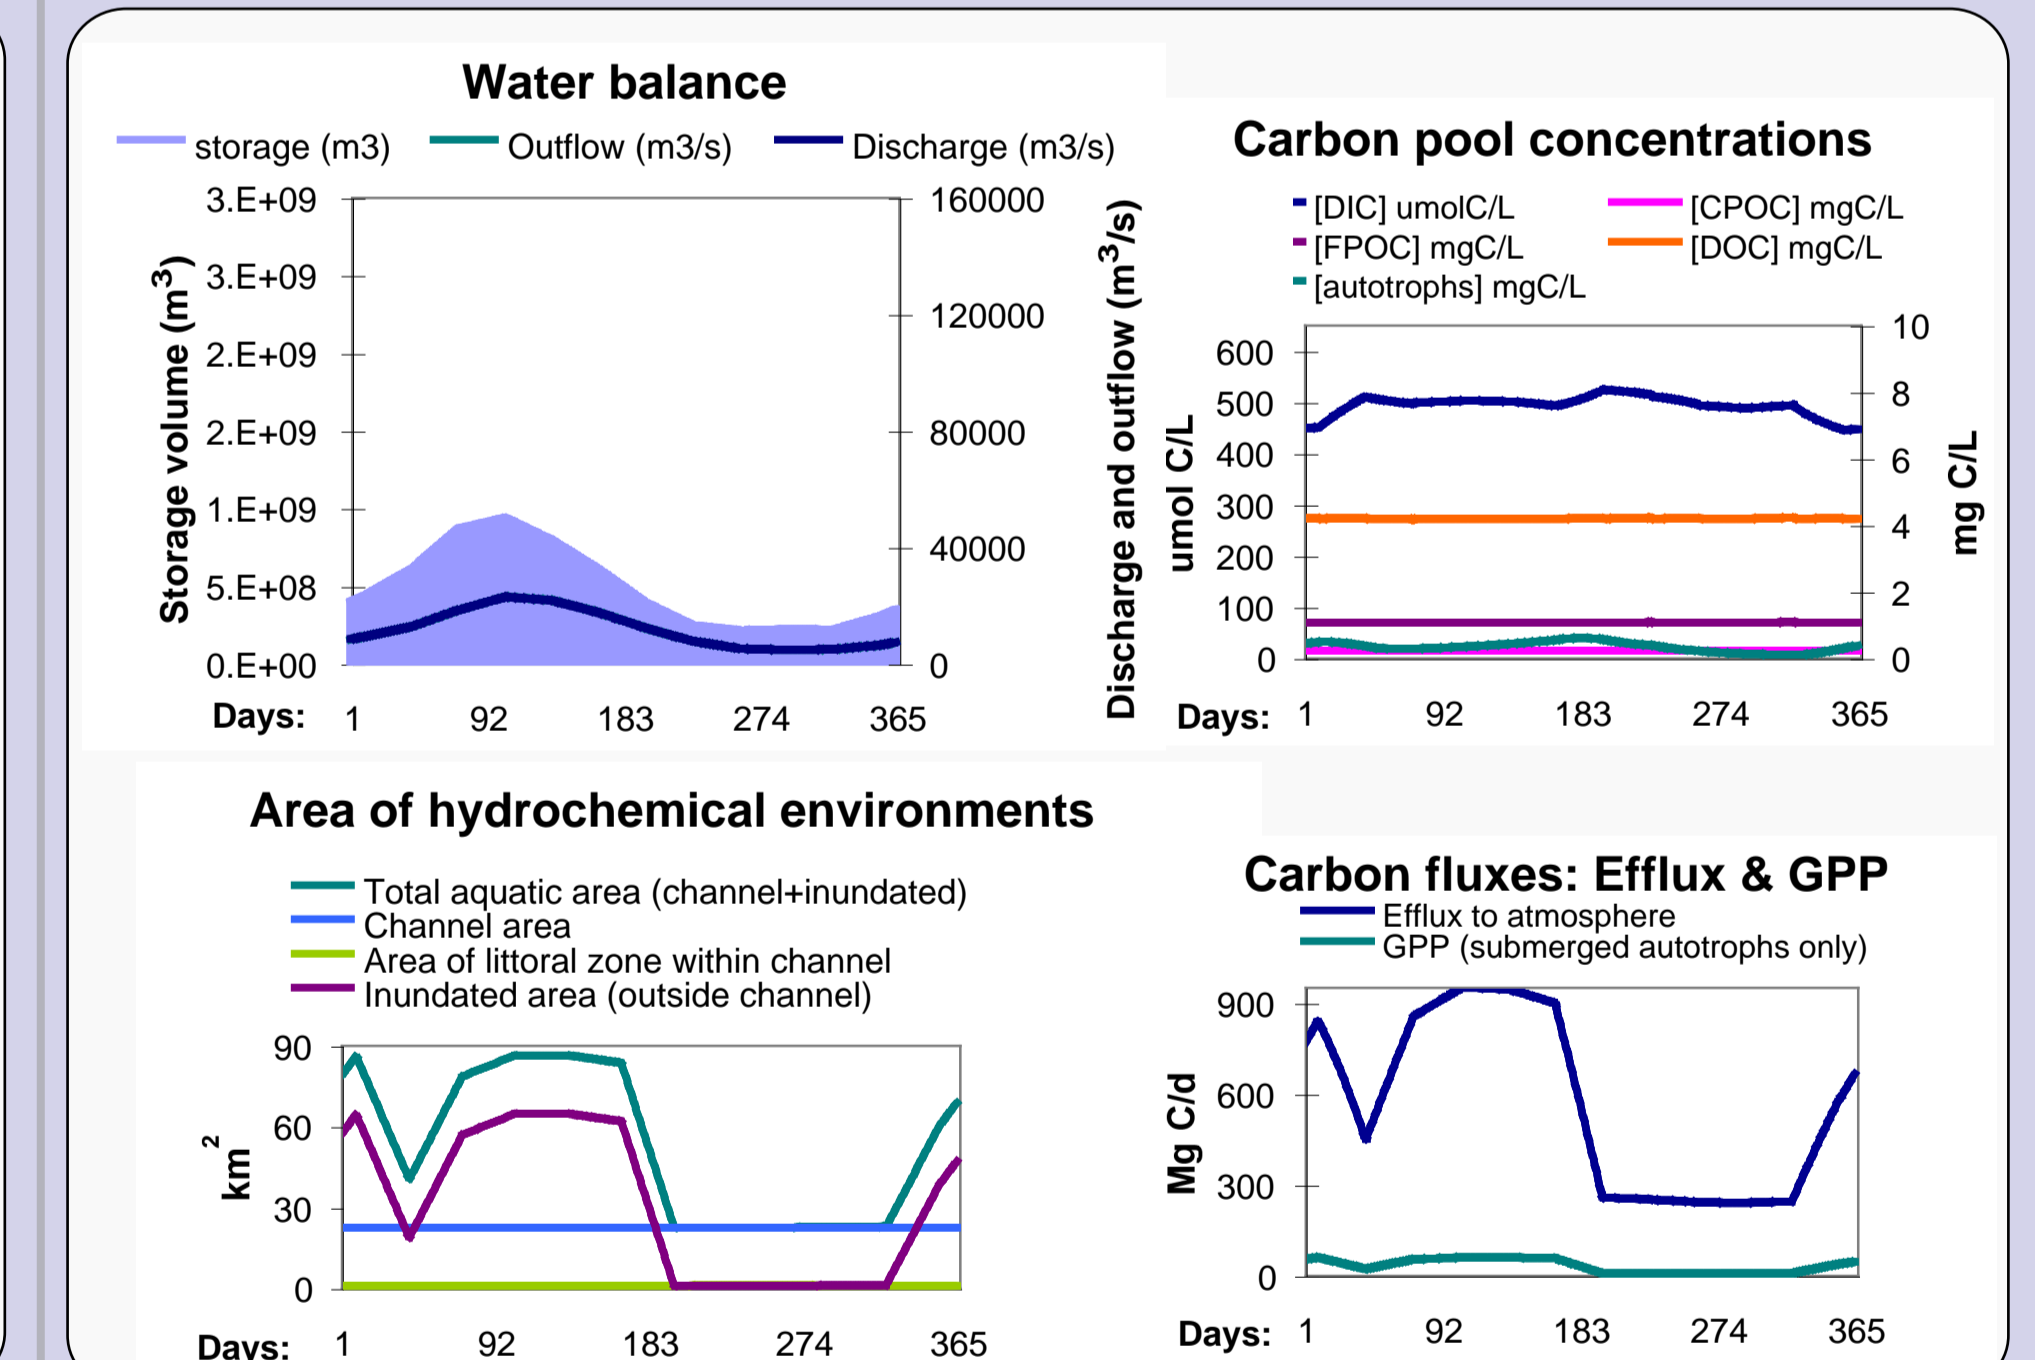 Water balance
storage (m3) Outflow (m3/s) Discharge (m3/s)
3.E+09
3.E+09
2.E+09
2.E+09
1.E+09
5.E+08
0.E+00
Storage volume (m³)
160000
120000
80000
40000
0
Discharge and outflow (m³/s)
Days: 1 92 183 274 365
Carbon pool concentrations
[DIC] umolC/L [CPOC] mgC/L
[FPOC] mgC/L [DOC] mgC/L
[autotrophs] mgC/L
600
500
400
300
200
100
0
umol C/L
10
8
6
4
2
0
mg C/L
Days: 1 92 183 274 365
Area of hydrochemical environments
Total aquatic area (channel+inundated)
Channel area
Area of littoral zone within channel
Inundated area (outside channel)
90
60
30
0
km²
Days: 1 92 183 274 365
Carbon fluxes: Efflux & GPP
Efflux to atmosphere
GPP (submerged autotrophs only)
900
600
300
0
Mg C/d
Days: 1 92 183 274 365